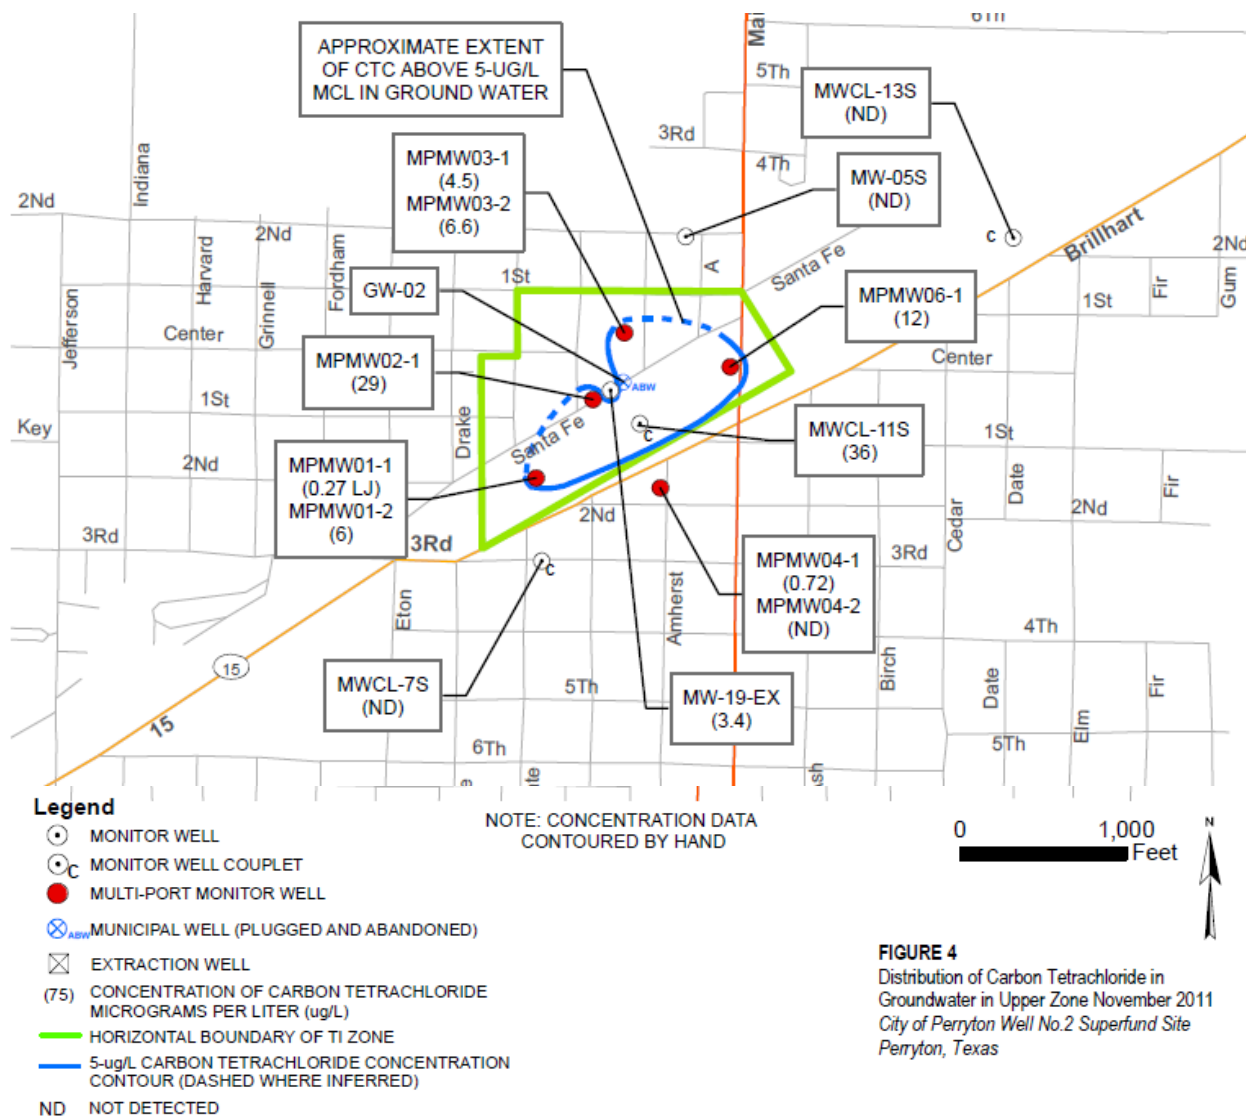 6Th
Mai
APPROXIMATE EXTENT
OF CTC ABOVE 5-UG/L
MCL IN GROUND WATER
5Th
MWCL-13S
(ND)
3Rd
4Th
Indiana
MPMW03-1
(4.5)
MPMW03-2
(6.6)
MW-05S
(ND)
2Nd
2Nd
Harvard
Grinnell
Fordham
Jefferson
A
Santa Fe
C
Brillhart
2Nd
Fir
Gum
1St
GW-02
MPMW06-1
(12)
1St
Center
Center
MPMW02-1
(29)
ABW
1St
Key
Drake
Santa Fe
C
MWCL-11S
(36)
1St
2Nd
MPMW01-1
(0.27 LJ)
MPMW01-2
(6)
Date
Fir
Cedar
2Nd
2Nd
3Rd
3Rd
3Rd
C
MPMW04-1
(0.72)
MPMW04-2
(ND)
Eton
Amherst
4Th
15
MWCL-7S
(ND)
5Th
MW-19-EX
(3.4)
Birch
Date
Elm
Fir
15
6Th
5Th
e
te
sh
Legend
MONITOR WELL
C MONITOR WELL COUPLET
MULTI-PORT MONITOR WELL
ABW MUNICIPAL WELL (PLUGGED AND ABANDONED)
EXTRACTION WELL
(75) CONCENTRATION OF CARBON TETRACHLORIDE
MICROGRAMS PER LITER (ug/L)
HORIZONTAL BOUNDARY OF TI ZONE
5-ug/L CARBON TETRACHLORIDE CONCENTRATION
CONTOUR (DASHED WHERE INFERRED)
ND NOT DETECTED
NOTE: CONCENTRATION DATA
CONTOURED BY HAND
0 1,000
Feet
N
FIGURE 4
Distribution of Carbon Tetrachloride in
Groundwater in Upper Zone November 2011
City of Perryton Well No.2 Superfund Site
Perryton, Texas